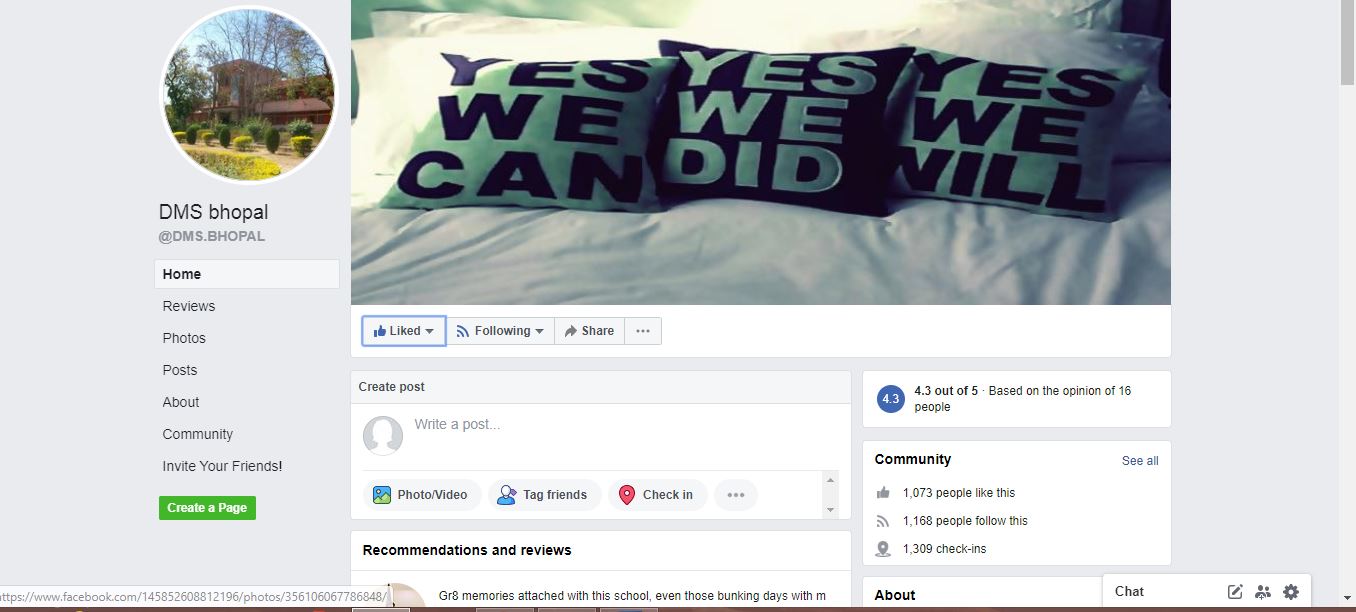 YES WE CAN
YES WE DID
YES WE WILL
DMS bhopal
@DMS.BHOPAL
Home
Reviews
Photos
Posts
About
Community
Invite Your Friends!
Create a Page
Liked
Following
Share
Create post
Write a post...
Photo/Video
Tag friends
Check in
Recommendations and reviews
Gr8 memories attached with this school, even those bunking days with m
4.3
4.3 out of 5 · Based on the opinion of 16
people
Community
See all
1,073 people like this
1,168 people follow this
1,309 check-ins
About
Chat
ttps://www.facebook.com/145852608812196/photos/356106067786848/